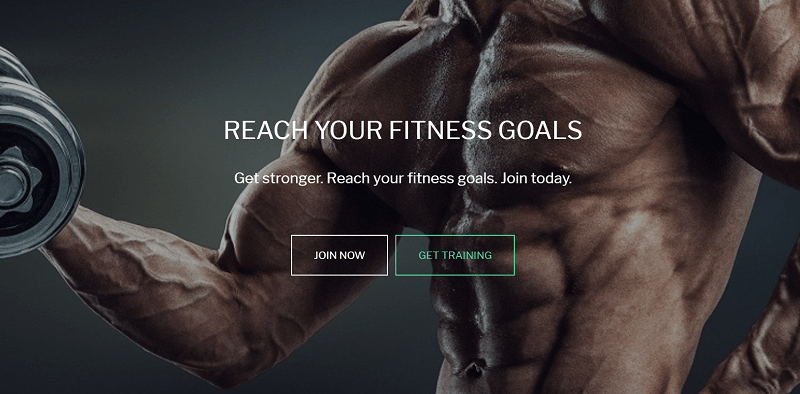 REACH YOUR FITNESS GOALS
Get stronger. Reach your fitness goals. Join today.
JOIN NOW
GET TRAINING